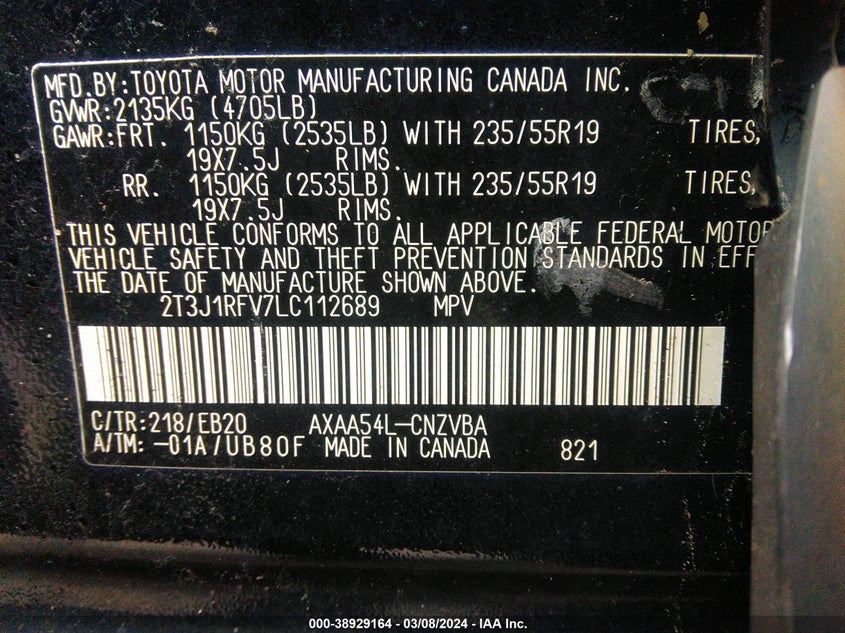 MFD.BY:TOYOTA MOTOR MANUFACTURING CANADA INC.
GVWR:2135KG (4705LB)
GAWR:FRT. 1150KG (2535LB) WITH 235/55R19 TIRES,
19X7.5J RIMS.
RR. 1150KG (2535LB) WITH 235/55R19 TIRES,
19X7.5J RIMS.
THIS VEHICLE CONFORMS TO ALL APPLICABLE FEDERAL MOTOR
VEHICLE SAFETY AND THEFT PREVENTION STANDARDS IN EFF
THE DATE OF MANUFACTURE SHOWN ABOVE.
2T3J1RFV7LC112689 MPV
C/TR:218/EB20 AXAA54L-CNZVBA
A/TM: -01A/UB80F MADE IN CANADA 821
000-38929164 - 03/08/2024 - IAA Inc.